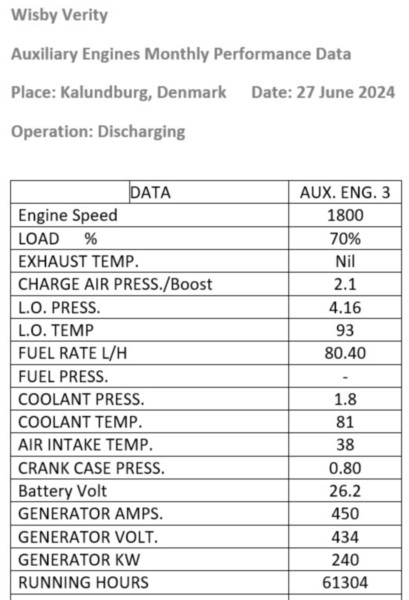 Wisby Verity
Auxiliary Engines Monthly Performance Data
Place: Kalundburg, Denmark Date: 27 June 2024
Operation: Discharging
DATA AUX. ENG. 3
Engine Speed 1800
LOAD % 70%
EXHAUST TEMP. Nil
CHARGE AIR PRESS./Boost 2.1
L.O. PRESS. 4.16
L.O. TEMP 93
FUEL RATE L/H 80.40
FUEL PRESS. -
COOLANT PRESS. 1.8
COOLANT TEMP. 81
AIR INTAKE TEMP. 38
CRANK CASE PRESS. 0.80
Battery Volt 26.2
GENERATOR AMPS. 450
GENERATOR VOLT. 434
GENERATOR KW 240
RUNNING HOURS 61304